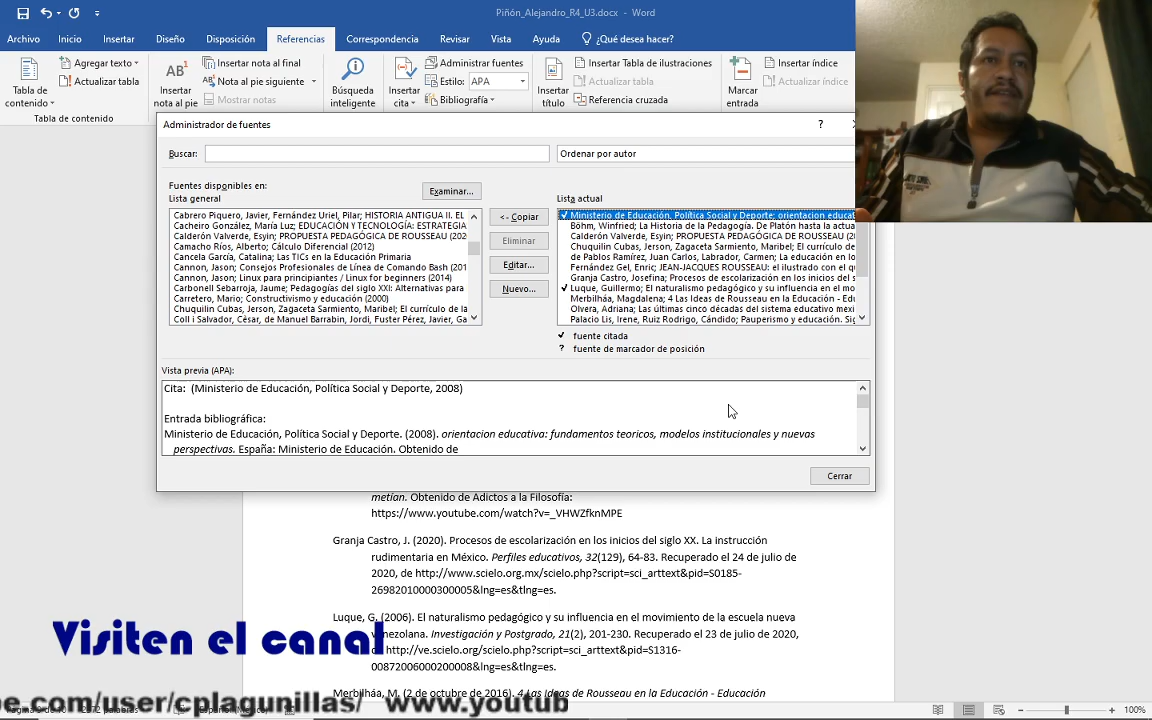 Piñón_Alejandro_R4_U3.docx - Word
Archivo Inicio Insertar Diseño Disposición Referencias Correspondencia Revisar Vista Ayuda ¿Qué desea hacer?
Tabla de contenido
Agregar texto
Actualizar tabla
Tabla de contenido
AB1
Insertar nota al pie
Insertar nota al final
Nota al pie siguiente
Mostrar notas
Búsqueda inteligente
Insertar cita
Administrar fuentes
Estilo: APA
Bibliografía
Insertar título
Insertar Tabla de ilustraciones
Actualizar tabla
Referencia cruzada
Marcar entrada
Insertar índice
Actualizar índice
Administrador de fuentes ?
Buscar:
Ordenar por autor
Fuentes disponibles en:
Lista general
Examinar...
Cabrero Piquero, Javier, Fernández Uriel, Pilar; HISTORIA ANTIGUA II. EL
Cacheiro González, María Luz; EDUCACIÓN Y TECNOLOGÍA: ESTRATEGIA
Calderón Valverde, Esyin; PROPUESTA PEDAGÓGICA DE ROUSSEAU (202
Camacho Ríos, Alberto; Cálculo Diferencial (2012)
Cancela García, Catalina; Las TICs en la Educación Primaria
Cannon, Jason; Consejos Profesionales de Línea de Comando Bash (201
Cannon, Jason; Linux para principiantes / Linux for beginners (2014)
Carbonell Sebarroja, Jaume; Pedagogías del siglo XXI: Alternativas para
Carretero, Mario; Constructivismo y educación (2000)
Chuquilin Cubas, Jerson, Zagaceta Sarmiento, Maribel; El currículo de la
Coll i Salvador, Cèsar, de Manuel Barrabin, Jordi, Fuster Pérez, Javier, Ga
<- Copiar
Eliminar
Editar...
Nuevo...
Lista actual
Ministerio de Educación, Política Social y Deporte; orientacion educat
Böhm, Winfried; La Historia de la Pedagogía. De Platón hasta la actua
Calderón Valverde, Esyin; PROPUESTA PEDAGÓGICA DE ROUSSEAU (2
Chuquilin Cubas, Jerson, Zagaceta Sarmiento, Maribel; El currículo de
de Pablos Ramírez, Juan Carlos, Labrador, Carmen; La educación en l
Fernández Gel, Enric; JEAN-JACQUES ROUSSEAU: el ilustrado con el q
Granja Castro, Josefina; Procesos de escolarización en los inicios del s
Luque, Guillermo; El naturalismo pedagógico y su influencia en el mo
Merbilháa, Magdalena; 4 Las Ideas de Rousseau en la Educación - Edu
Olvera, Adriana; Las últimas cinco décadas del sistema educativo mexi
Palacio Lis, Irene, Ruiz Rodrigo, Cándido; Pauperismo y educación. Sig
fuente citada
? fuente de marcador de posición
Vista previa (APA):
Cita: (Ministerio de Educación, Política Social y Deporte, 2008)
Entrada bibliográfica:
Ministerio de Educación, Política Social y Deporte. (2008). orientacion educativa: fundamentos teoricos, modelos institucionales y nuevas
perspectivas. España: Ministerio de Educación. Obtenido de
Cerrar
metían. Obtenido de Adictos a la Filosofía:
https://www.youtube.com/watch?v=_VHWZfknMPE
Granja Castro, J. (2020). Procesos de escolarización en los inicios del siglo XX. La instrucción
rudimentaria en México. Perfiles educativos, 32(129), 64-83. Recuperado el 24 de julio de
2020, de http://www.scielo.org.mx/scielo.php?script=sci_arttext&pid=S0185-
26982010000300005&lng=es&tlng=es.
Luque, G. (2006). El naturalismo pedagógico y su influencia en el movimiento de la escuela nueva
venezolana. Investigación y Postgrado, 21(2), 201-230. Recuperado el 23 de julio de 2020,
http://ve.scielo.org/scielo.php?script=sci_arttext&pid=S1316-
00872006000200008&lng=es&tlng=es.
Merbilháa, M. (2 de octubre de 2016). 4 Las Ideas de Rousseau en la Educación - Educación
Visiten el canal
e.com/user/cplagunillas/ www.youtub
100%